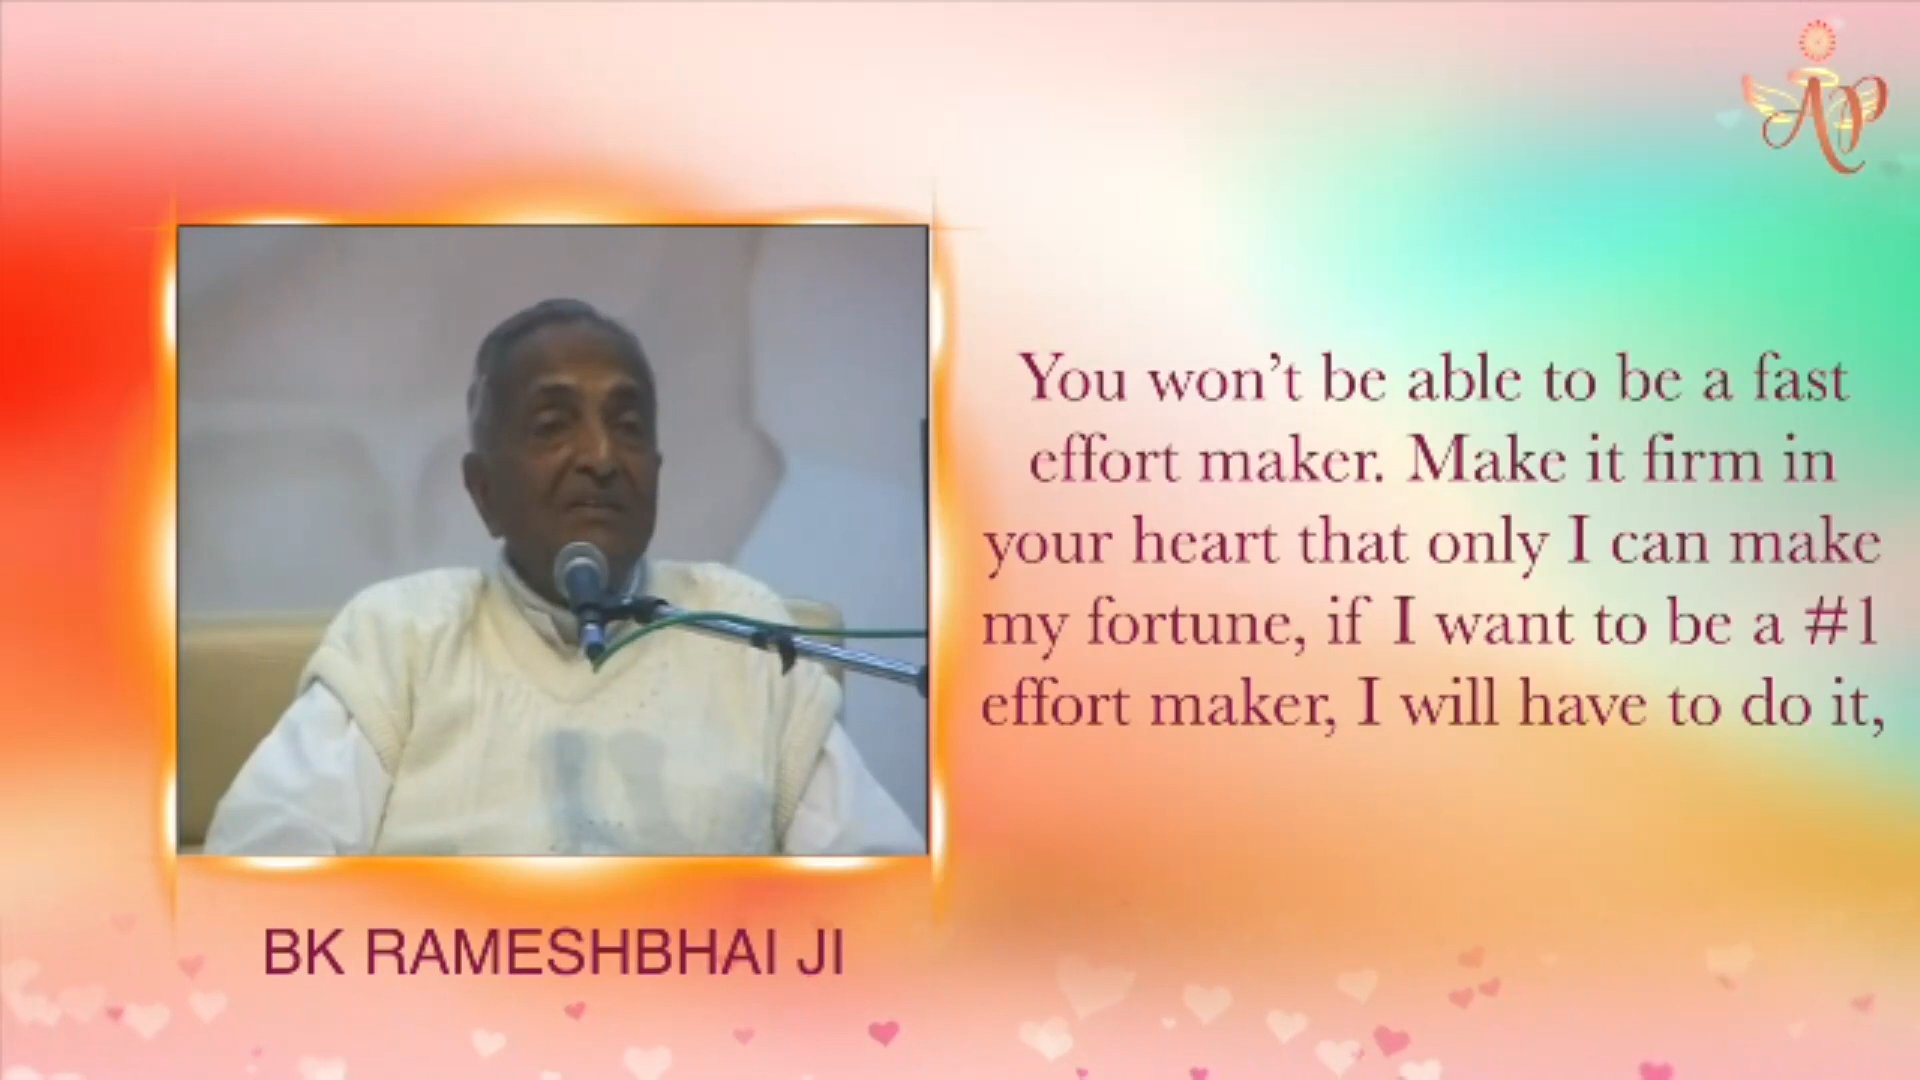 AP
You won’t be able to be a fast
effort maker. Make it firm in
your heart that only I can make
my fortune, if I want to be a #1
effort maker, I will have to do it,
BK RAMESHBHAI JI